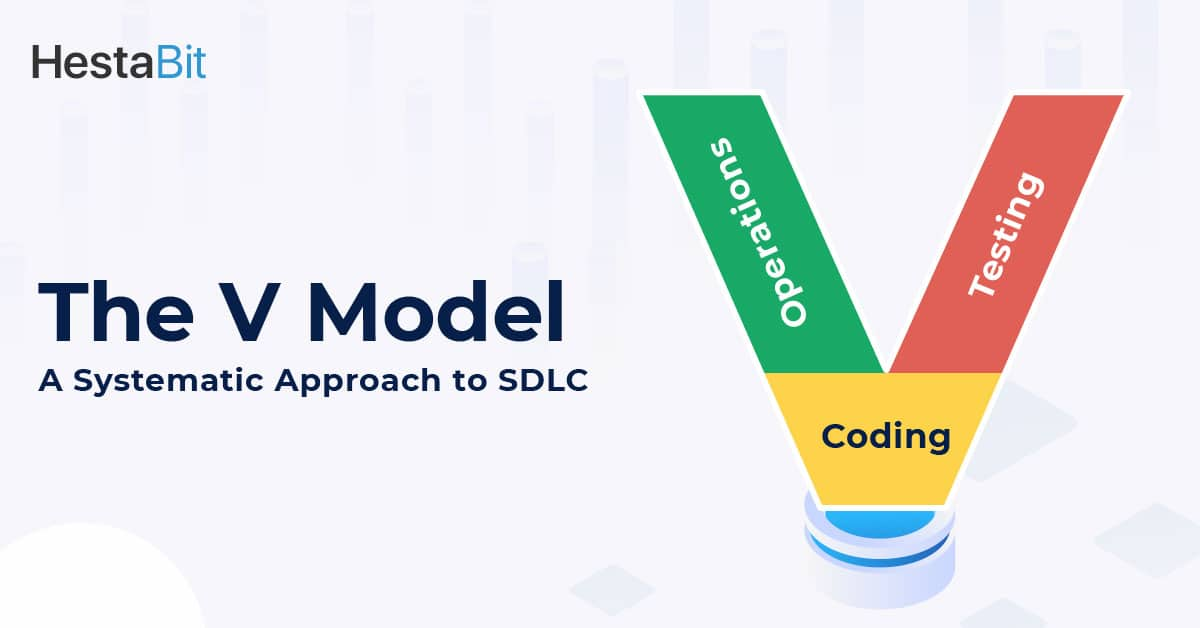 HestaBit
The V Model
A Systematic Approach to SDLC
Operations
Testing
Coding